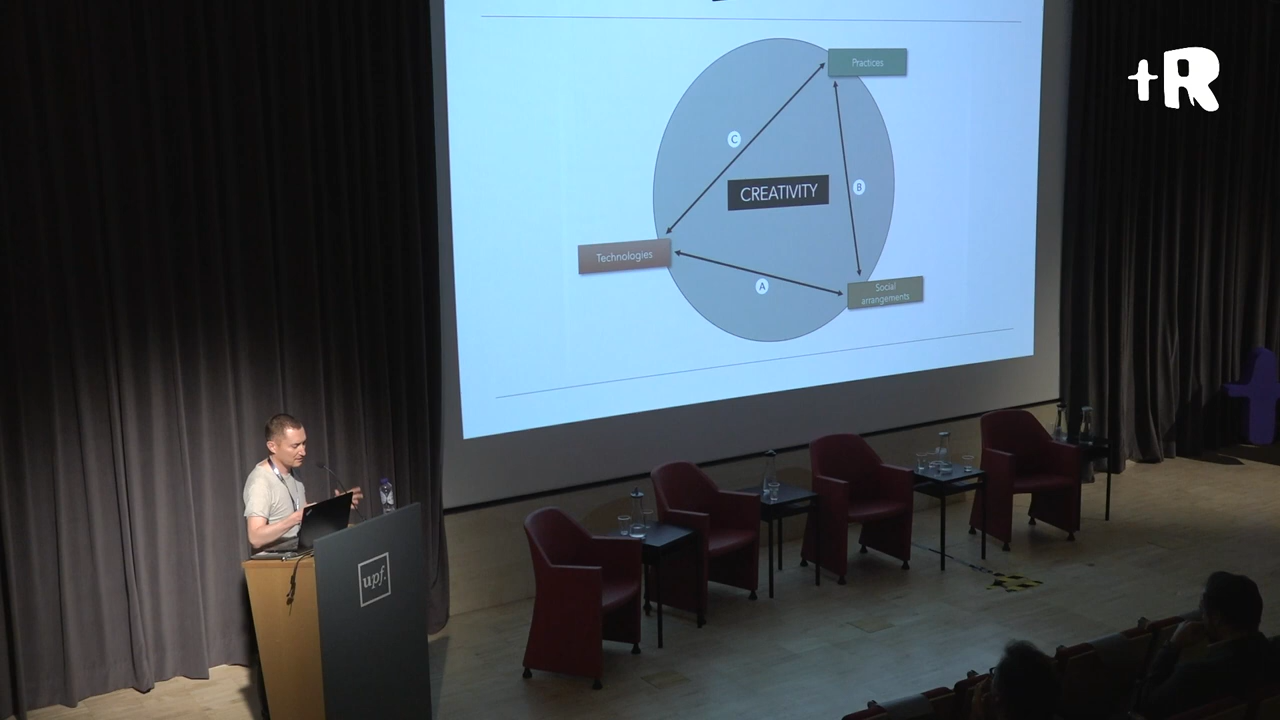 +R
Practices
C
CREATIVITY
B
Technologies
A
Social
arrangements
upf.